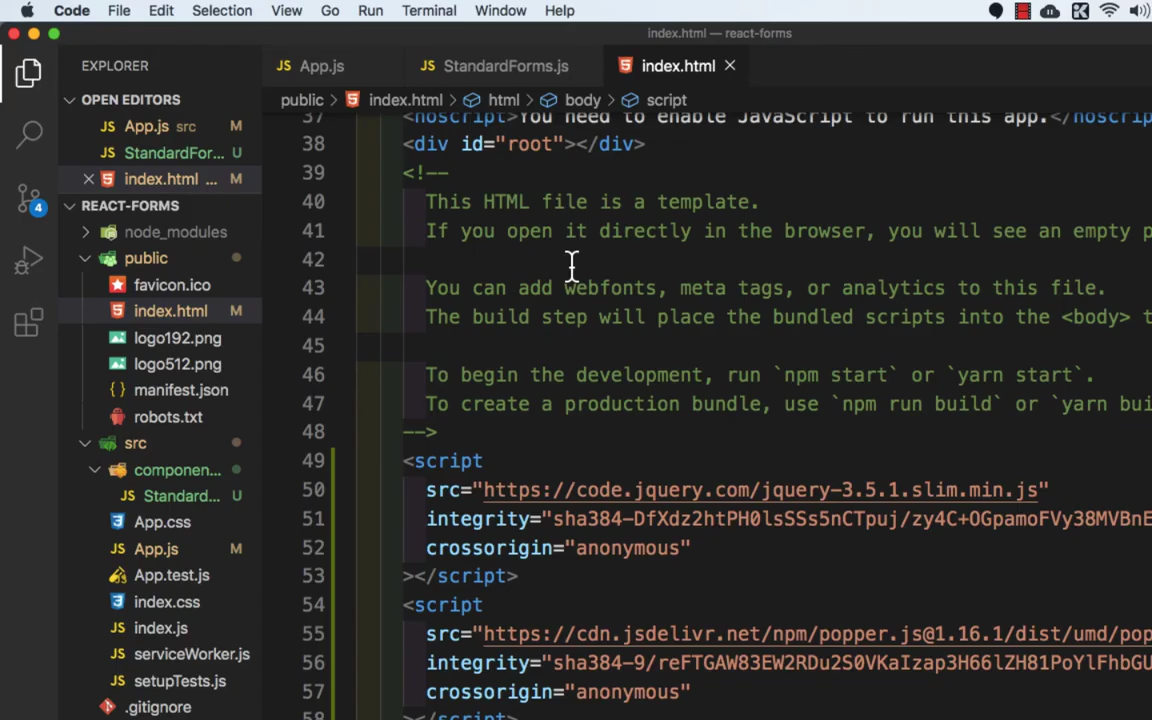 Code File Edit Selection View Go Run Terminal Window Help
index.html — react-forms
EXPLORER
OPEN EDITORS
JS App.js src M
JS StandardFor... U
index.html ... M
REACT-FORMS
node_modules
public
favicon.ico
index.html M
logo192.png
logo512.png
{} manifest.json
robots.txt
src
componen...
JS Standard... U
App.css
JS App.js M
App.test.js
index.css
JS index.js
JS serviceWorker.js
setupTests.js
.gitignore
4
JS App.js JS StandardForms.js index.html
public > index.html > html > body > script
37 <noscript>You need to enable JavaScript to run this app.</noscrip
38 <div id="root"></div>
39 <!--
40 This HTML file is a template.
41 If you open it directly in the browser, you will see an empty p
42
43 You can add webfonts, meta tags, or analytics to this file.
44 The build step will place the bundled scripts into the <body> t
45
46 To begin the development, run `npm start` or `yarn start`.
47 To create a production bundle, use `npm run build` or `yarn bui
48 -->
49 <script
50 src="https://code.jquery.com/jquery-3.5.1.slim.min.js"
51 integrity="sha384-DfXdz2htPH0lsSSs5nCTpuj/zy4C+OGpamoFVy38MVBnE
52 crossorigin="anonymous"
53 ></script>
54 <script
55 src="https://cdn.jsdelivr.net/npm/popper.js@1.16.1/dist/umd/pop
56 integrity="sha384-9/reFTGAW83EW2RDu2S0VKaIzap3H66lZH81PoYlFhbGU
57 crossorigin="anonymous"
58 ></script>